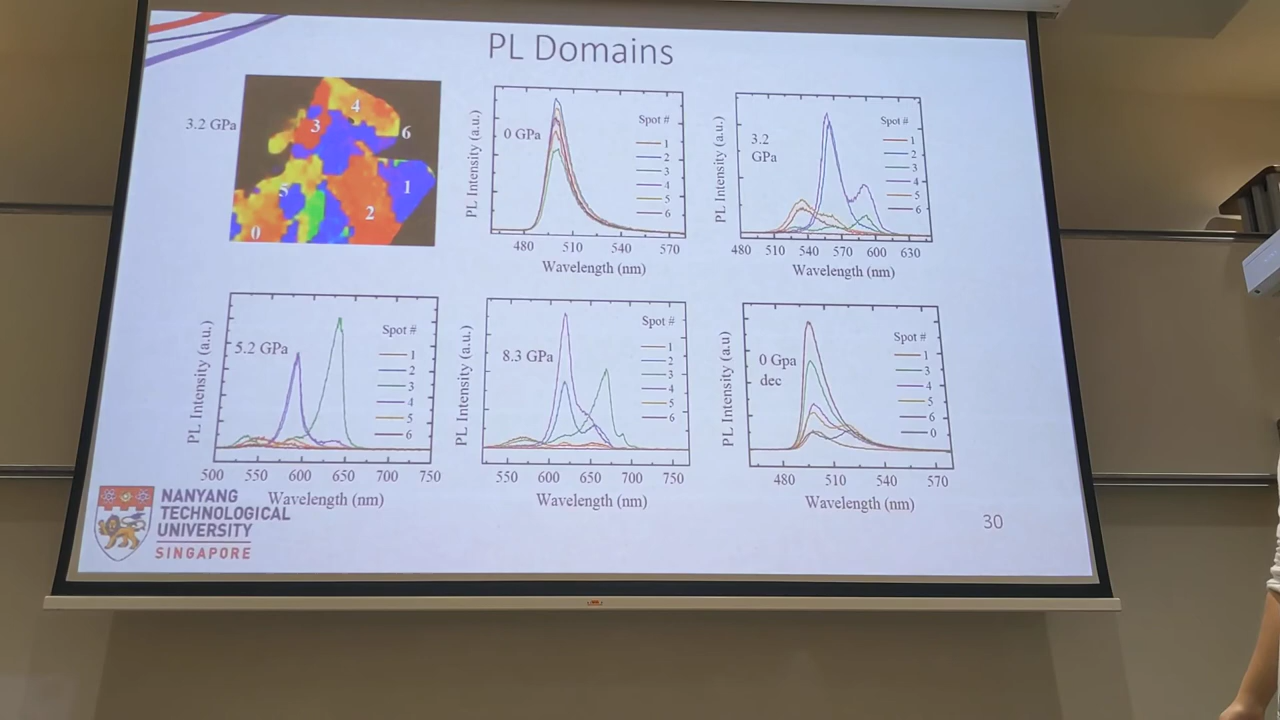 PL Domains
3.2 GPa
4
3
6
5
1
2
0
PL Intensity (a.u.)
0 GPa
Spot #
1
2
3
4
5
6
480 510 540 570
Wavelength (nm)
PL Intensity (a.u.)
3.2
GPa
Spot #
1
2
3
4
5
6
480 510 540 570 600 630
Wavelength (nm)
PL Intensity (a.u.)
5.2 GPa
Spot #
1
2
3
4
5
6
500 550 600 650 700 750
Wavelength (nm)
PL Intensity (a.u.)
8.3 GPa
Spot #
1
2
3
4
5
6
550 600 650 700 750
Wavelength (nm)
PL Intensity (a.u)
0 Gpa
dec
Spot #
1
3
4
5
6
0
480 510 540 570
Wavelength (nm)
NANYANG
TECHNOLOGICAL
UNIVERSITY
SINGAPORE
30